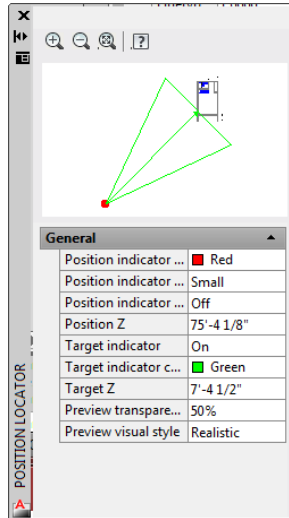 General
Position indicator ... Red
Position indicator ... Small
Position indicator ... Off
Position Z 75'-4 1/8"
Target indicator On
Target indicator c... Green
Target Z 7'-4 1/2"
Preview transpare... 50%
Preview visual style Realistic
POSITION LOCATOR